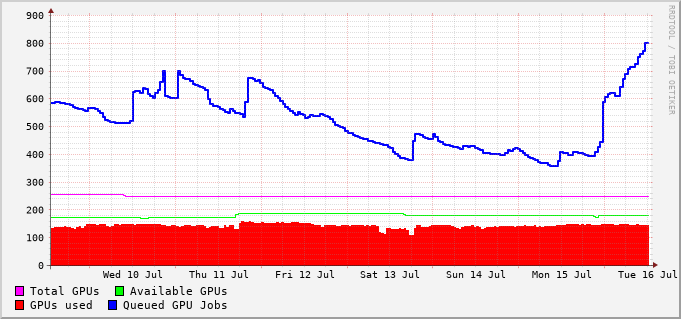 RRDTOOL / TOBI OETIKER
900
800
700
600
500
400
300
200
100
0
Wed 10 Jul Thu 11 Jul Fri 12 Jul Sat 13 Jul Sun 14 Jul Mon 15 Jul Tue 16 Jul
Total GPUs Available GPUs
GPUs used Queued GPU Jobs